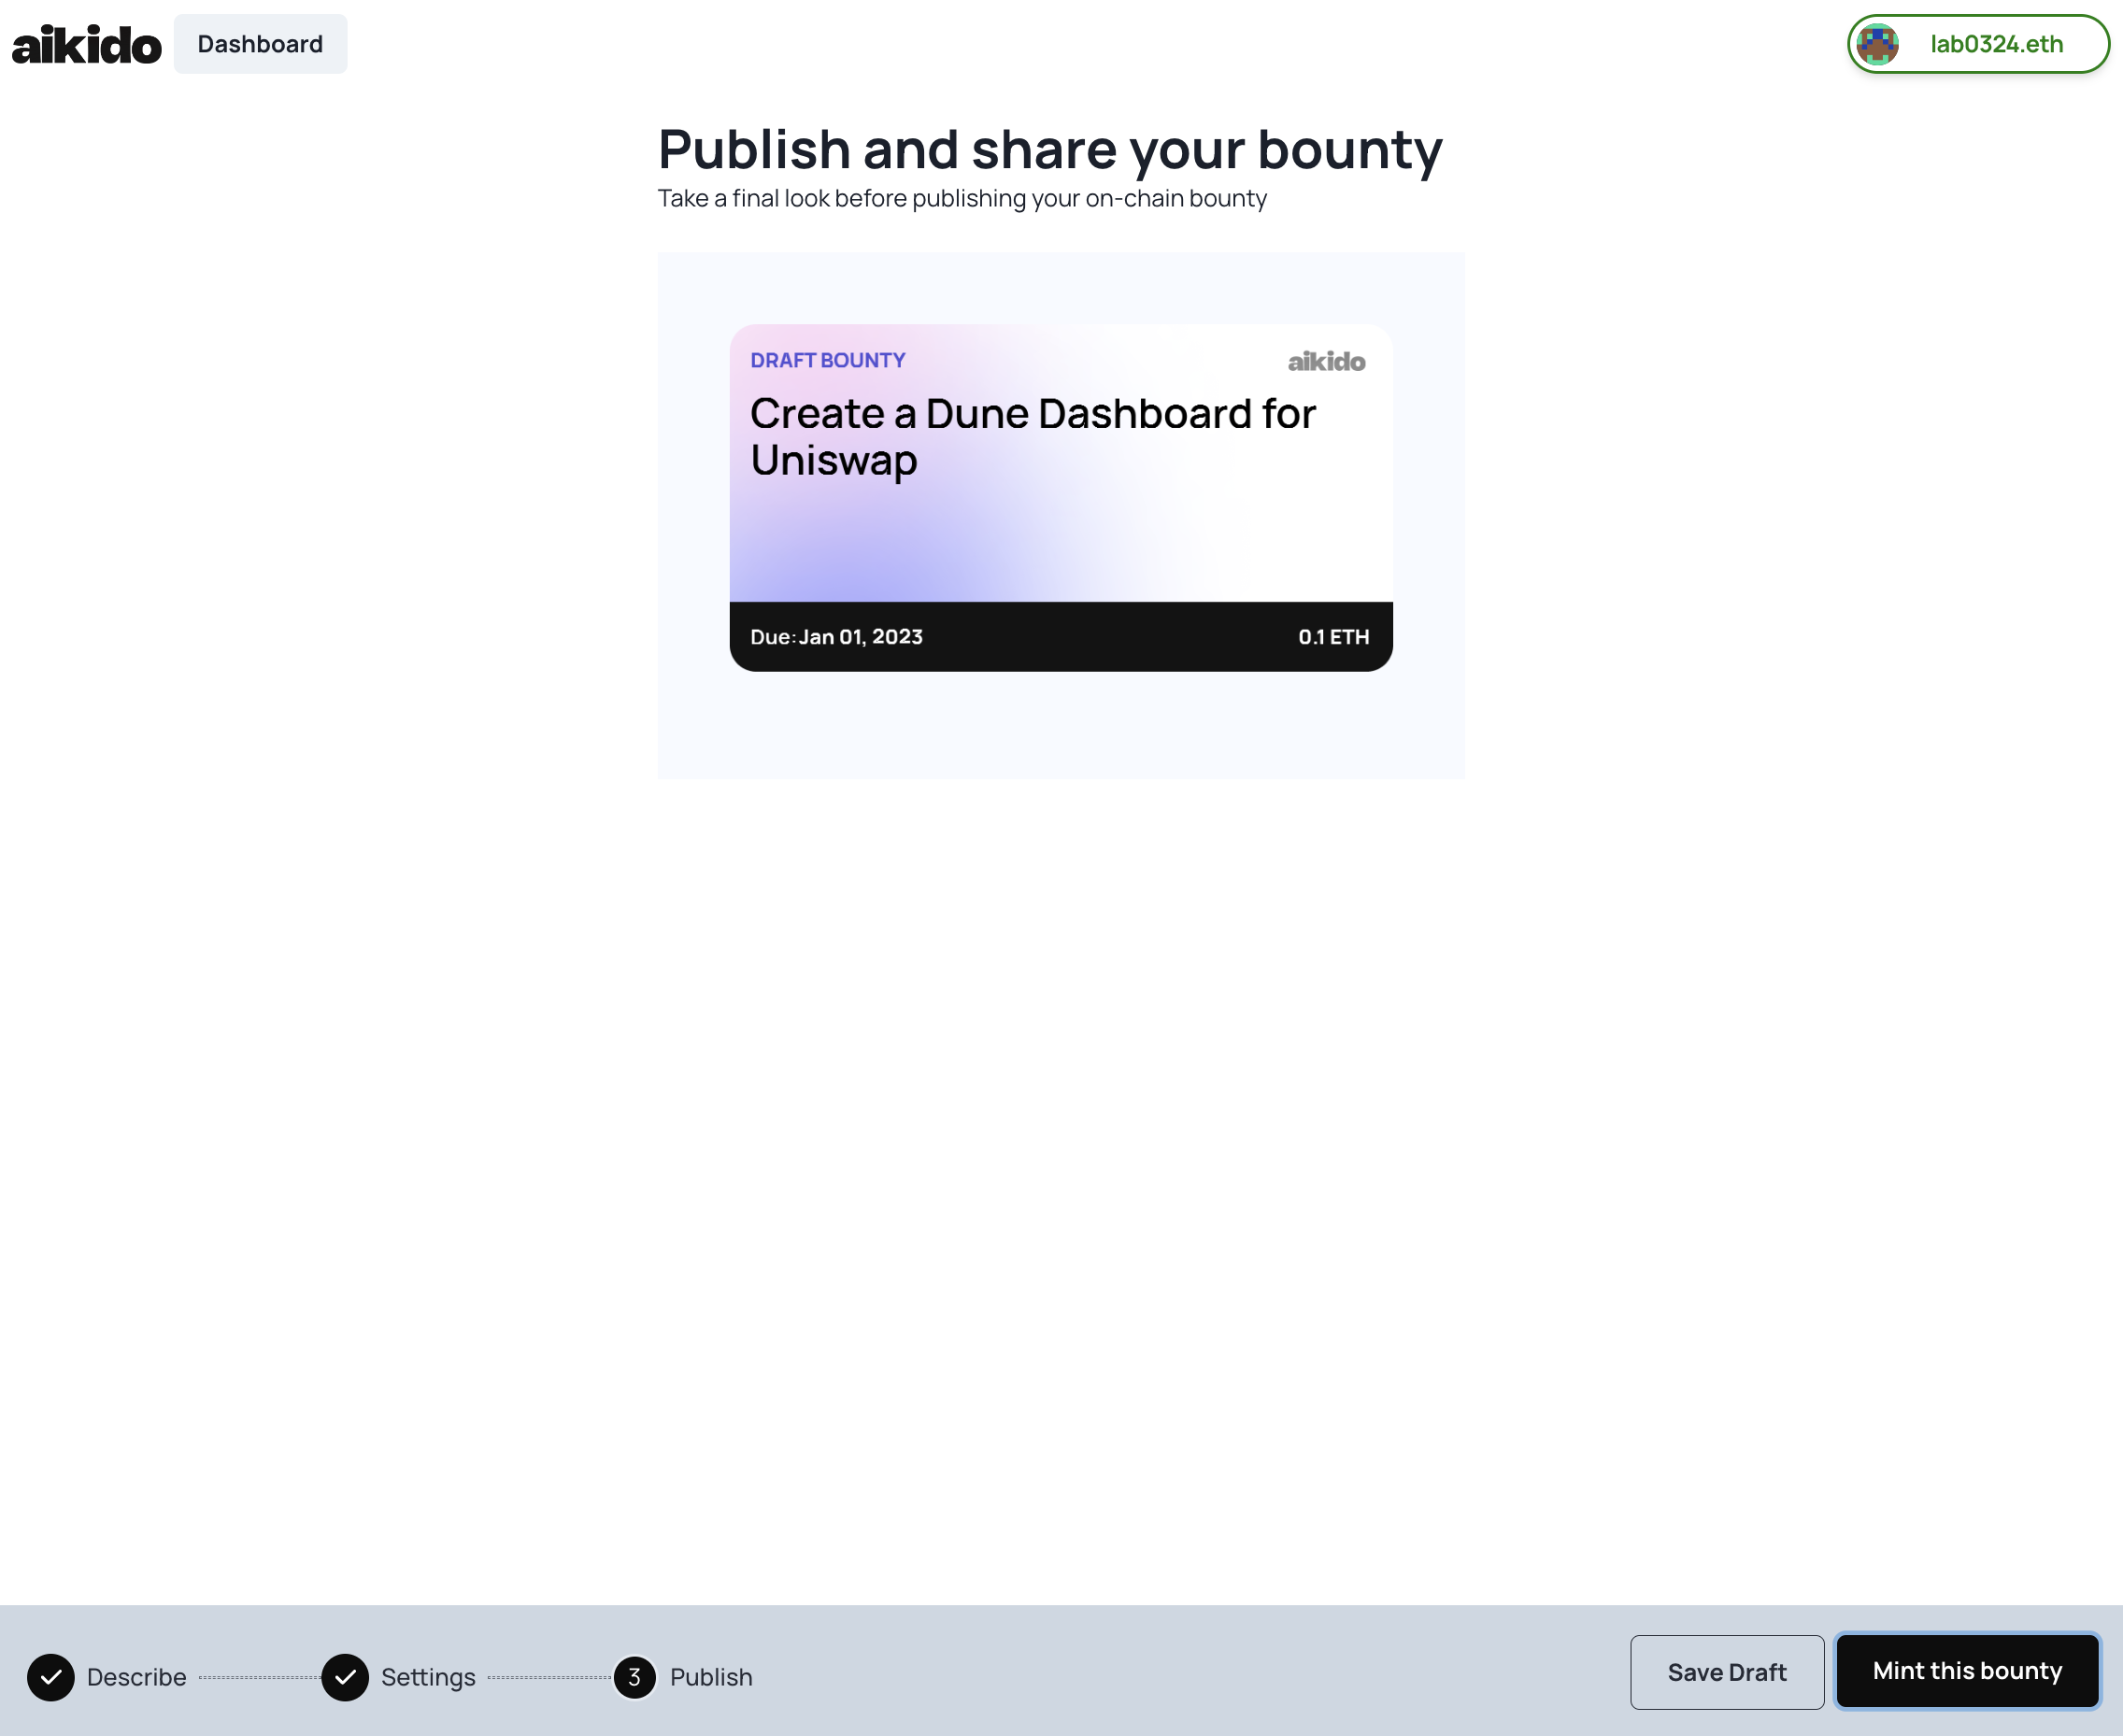 aikido
Dashboard
lab0324.eth
Publish and share your bounty
Take a final look before publishing your on-chain bounty
DRAFT BOUNTY
aikido
Create a Dune Dashboard for
Uniswap
Due: Jan 01, 2023
0.1 ETH
Describe
Settings
3 Publish
Save Draft
Mint this bounty